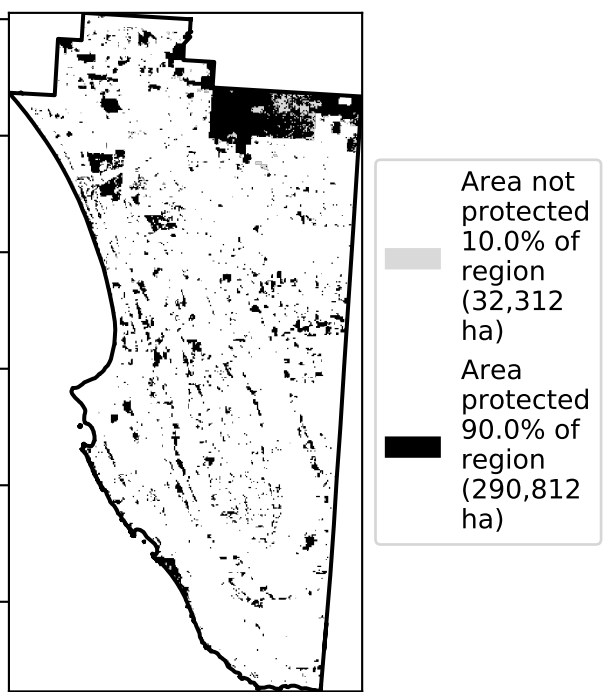 Area not
protected
10.0% of
region
(32,312
ha)
Area
protected
90.0% of
region
(290,812
ha)